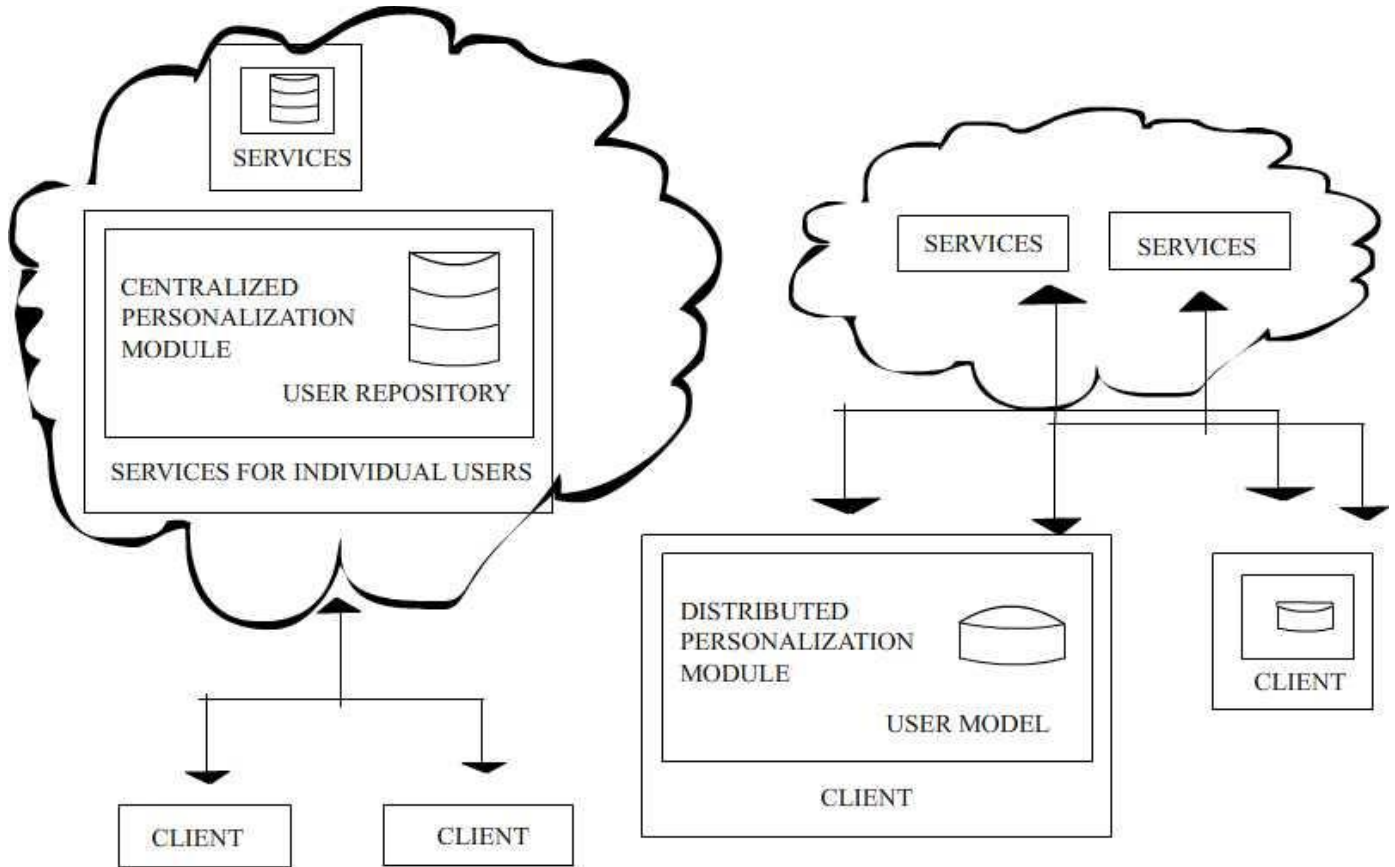 SERVICES
CENTRALIZED
PERSONALIZATION
MODULE
USER REPOSITORY
SERVICES FOR INDIVIDUAL USERS
CLIENT
CLIENT
SERVICES
SERVICES
DISTRIBUTED
PERSONALIZATION
MODULE
USER MODEL
CLIENT
CLIENT